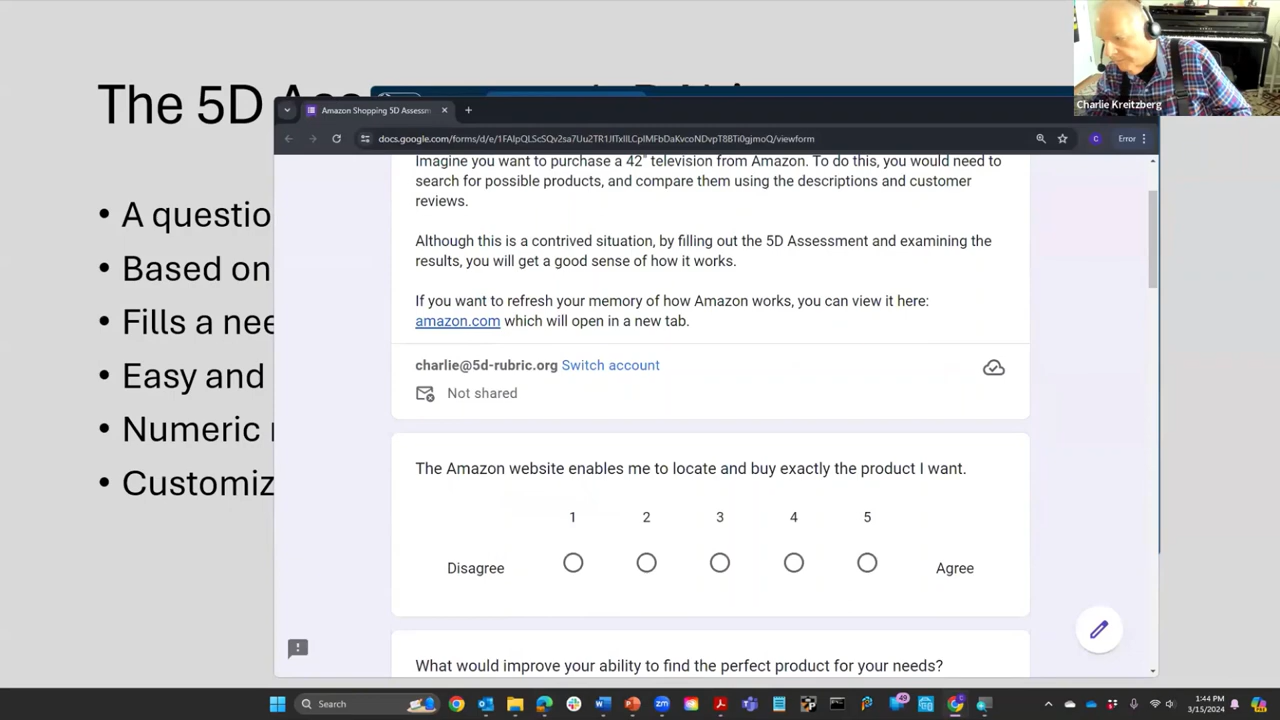 The 5D
• A questio
• Based on
• Fills a nee
• Easy and
• Numeric
• Customiz
Charlie Kreitzberg
Amazon Shopping 5D Assessm
docs.google.com/forms/d/e/1FAIpQLScSQv2sa7Uu2TR1JITxIlLCpIMFbDaKvcoNDvpT8BTi0gjmoQ/viewform
Error
Imagine you want to purchase a 42" television from Amazon. To do this, you would need to
search for possible products, and compare them using the descriptions and customer
reviews.
Although this is a contrived situation, by filling out the 5D Assessment and examining the
results, you will get a good sense of how it works.
If you want to refresh your memory of how Amazon works, you can view it here:
amazon.com which will open in a new tab.
charlie@5d-rubric.org Switch account
Not shared
The Amazon website enables me to locate and buy exactly the product I want.
1 2 3 4 5
Disagree Agree
What would improve your ability to find the perfect product for your needs?
Search
49
1:44 PM
3/15/2024